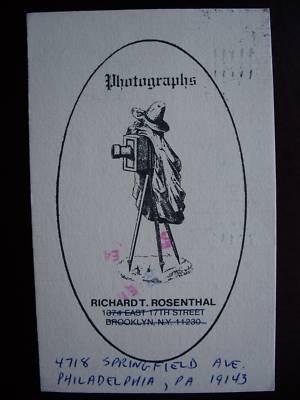 Photographs
RICHARD T. ROSENTHAL
1074 EAST 17TH STREET
BROOKLYN, N.Y. 11230
4718 SPRINGFIELD AVE.
PHILADELPHIA, PA 19143